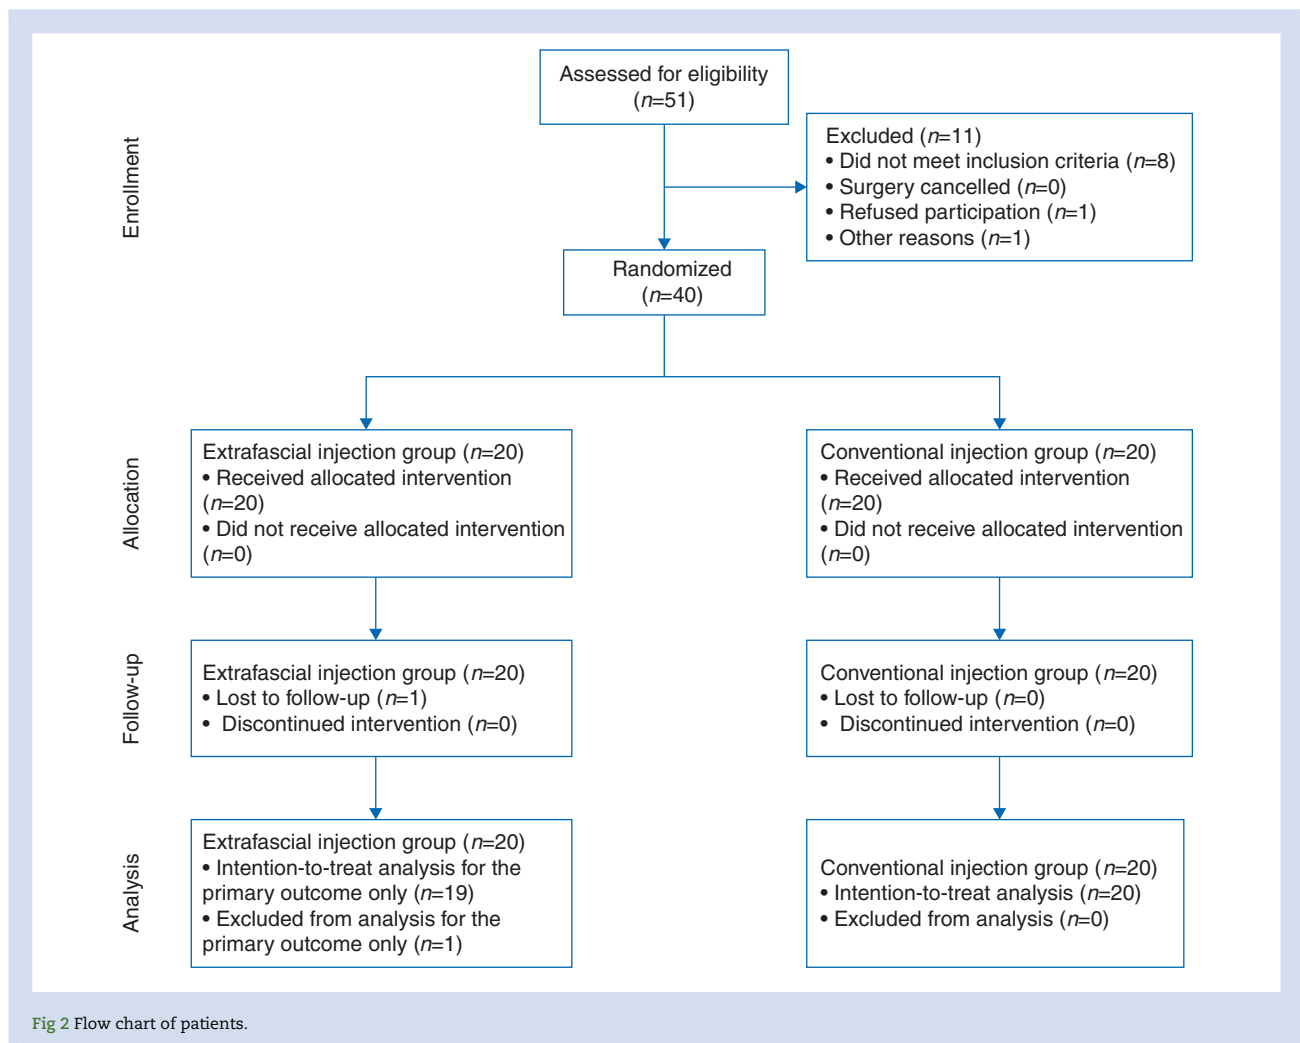 Enrollment
Assessed for eligibility
(n=51)
Excluded (n=11)
• Did not meet inclusion criteria (n=8)
• Surgery cancelled (n=0)
• Refused participation (n=1)
• Other reasons (n=1)
Randomized
(n=40)
Allocation
Extrafascial injection group (n=20)
• Received allocated intervention
(n=20)
• Did not receive allocated intervention
(n=0)
Conventional injection group (n=20)
• Received allocated intervention
(n=20)
• Did not receive allocated intervention
(n=0)
Follow-up
Extrafascial injection group (n=20)
• Lost to follow-up (n=1)
• Discontinued intervention (n=0)
Conventional injection group (n=20)
• Lost to follow-up (n=0)
• Discontinued intervention (n=0)
Analysis
Extrafascial injection group (n=20)
• Intention-to-treat analysis for the
primary outcome only (n=19)
• Excluded from analysis for the
primary outcome only (n=1)
Conventional injection group (n=20)
• Intention-to-treat analysis (n=20)
• Excluded from analysis (n=0)
Fig 2 Flow chart of patients.